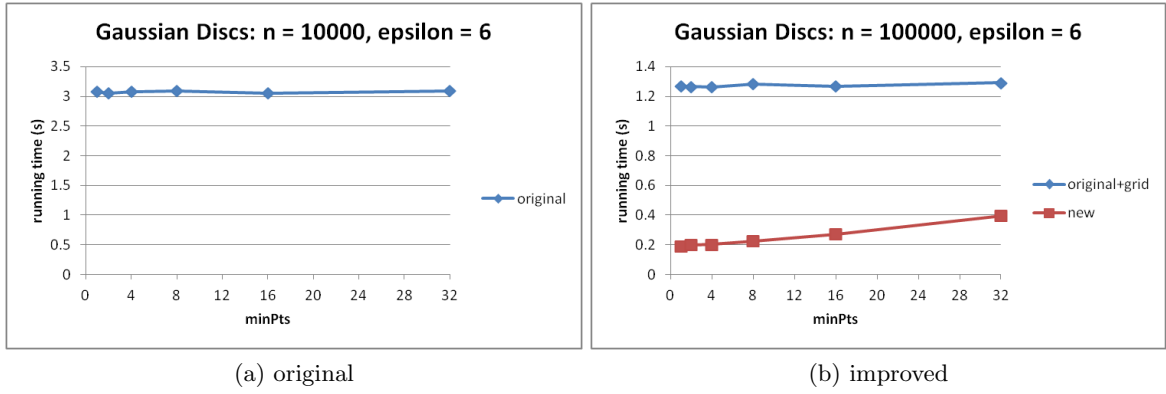 Gaussian Discs: n = 10000, epsilon = 6
3.5
3
2.5
2
1.5
1
0.5
0
running time (s)
0 4 8 12 16 20 24 28 32
minPts
original
(a) original
Gaussian Discs: n = 100000, epsilon = 6
1.4
1.2
1
0.8
0.6
0.4
0.2
0
running time (s)
0 4 8 12 16 20 24 28 32
minPts
original+grid
new
(b) improved